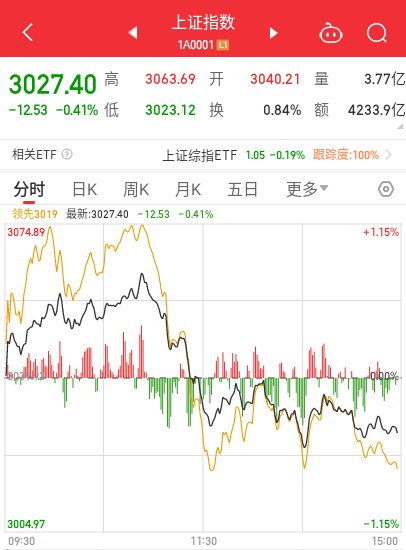 上证指数
1A0001 L1
3027.40 高 3063.69 开 3040.21 量 3.77亿
-12.53 -0.41% 低 3023.12 换 0.84% 额 4233.9亿
相关ETF ? 上证综指ETF 1.05 -0.19% 跟踪度:100%
分时 日K 周K 月K 五日 更多
领先3019 最新:3027.40 -12.53 -0.41%
3074.89 +1.15%
0.00%
3004.97 -1.15%
09:30 11:30 15:00